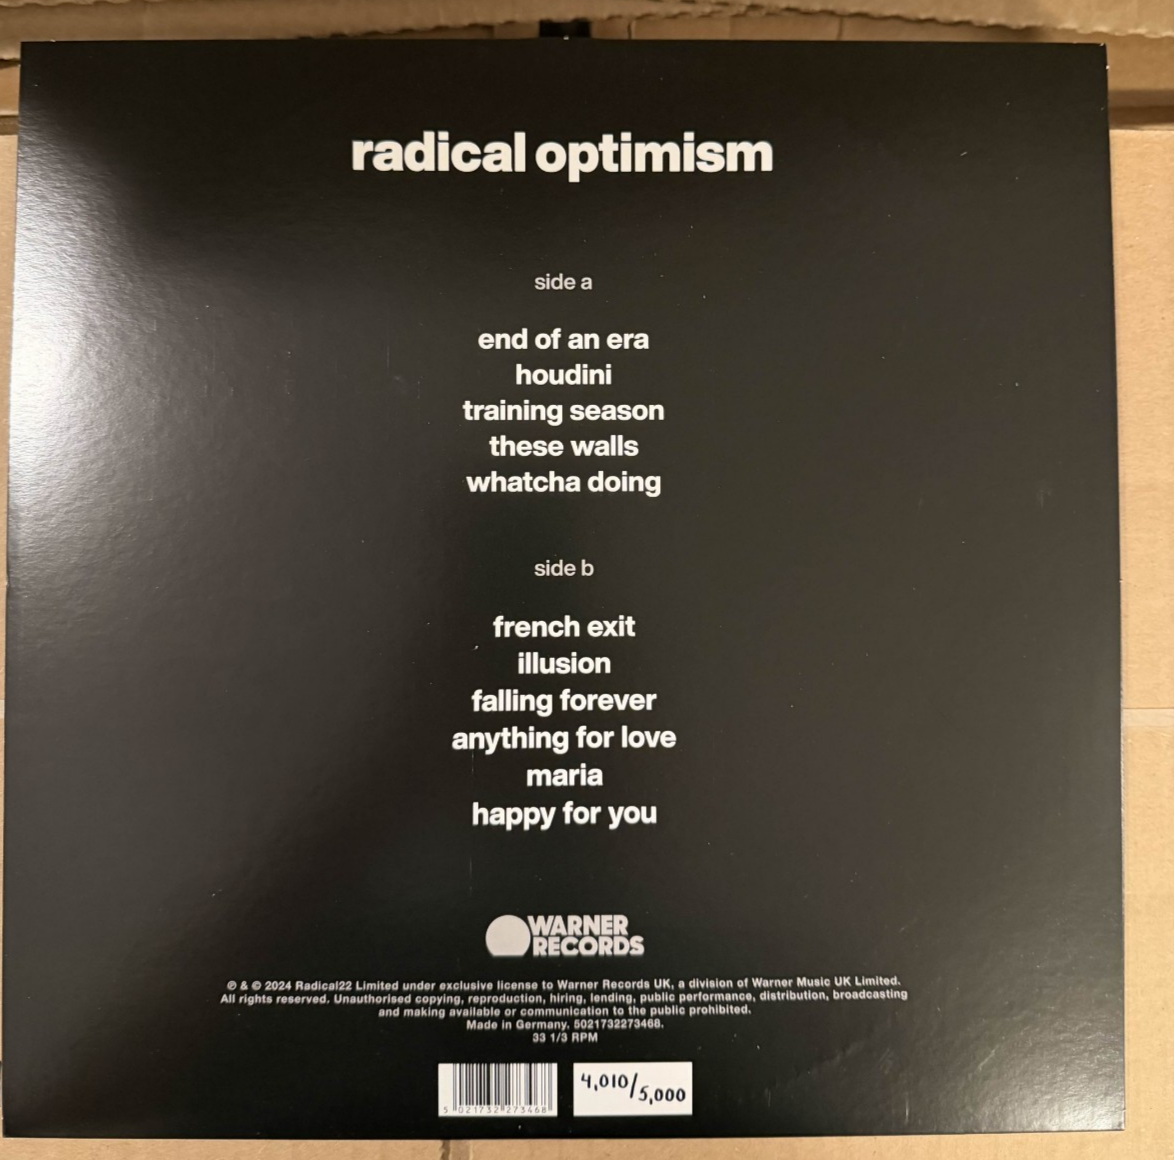 radical optimism
side a
end of an era
houdini
training season
these walls
whatcha doing
side b
french exit
illusion
falling forever
anything for love
maria
happy for you
WARNER
RECORDS
℗ & © 2024 Radical22 Limited under exclusive license to Warner Records UK, a division of Warner Music UK Limited.
All rights reserved. Unauthorised copying, reproduction, hiring, lending, public performance, distribution, broadcasting
and making available or communication to the public prohibited.
Made in Germany. 5021732273468.
33 1/3 RPM
5 021732 273468
4,010/5,000